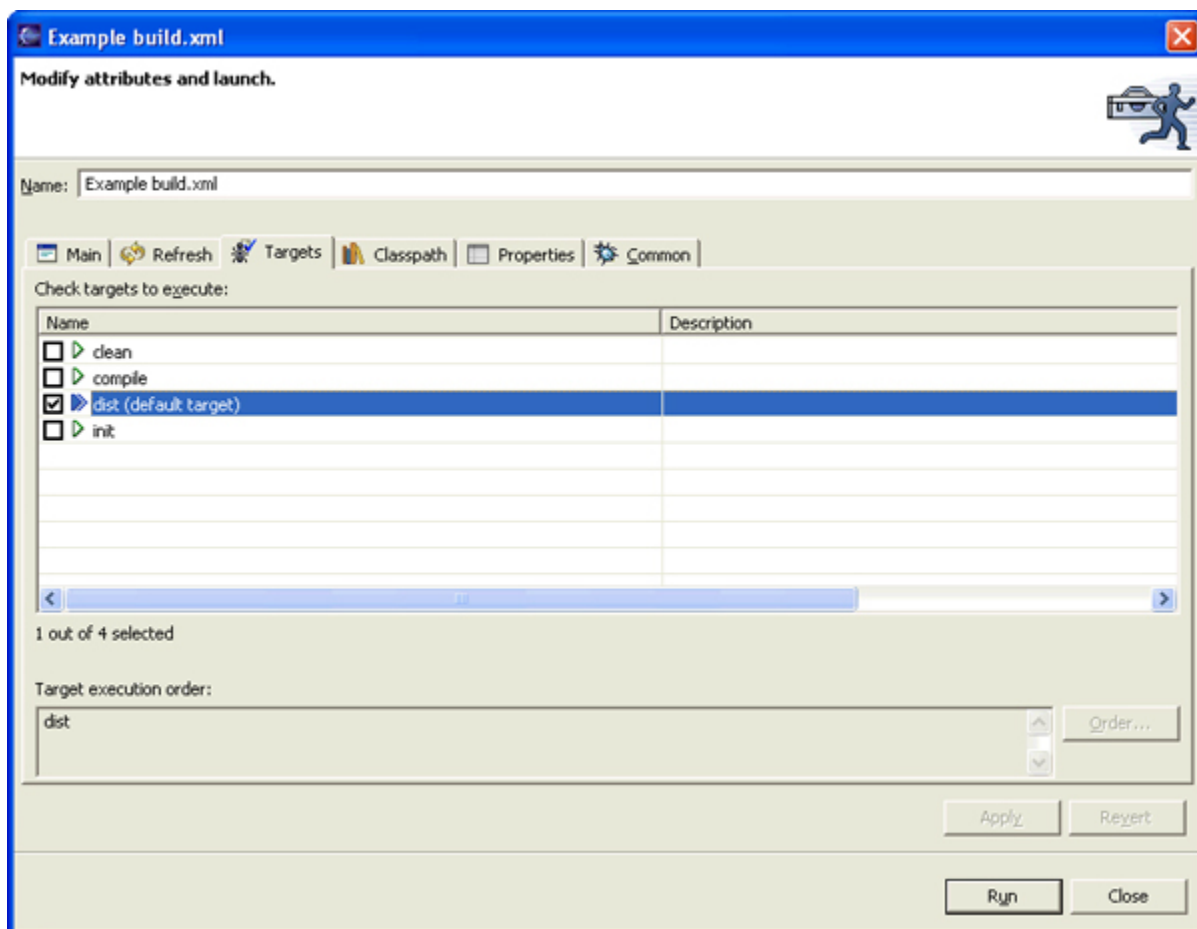 Example build.xml
Modify attributes and launch.
Name: Example build.xml
Main Refresh Targets Classpath Properties Common
Check targets to execute:
Name Description
clean
compile
dist (default target)
init
1 out of 4 selected
Target execution order:
dist Order...
Apply Revert
Run Close